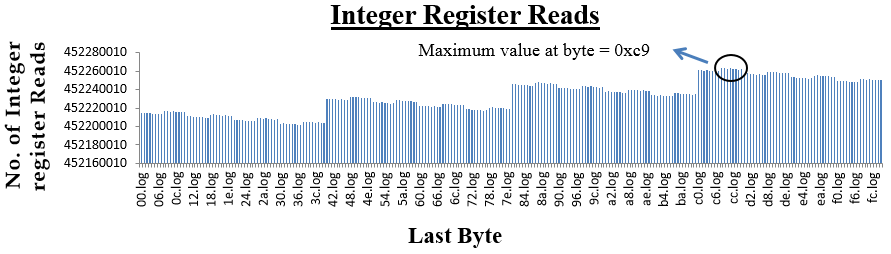 Integer Register Reads
Maximum value at byte = 0xc9
No. of Integer
register Reads
452280010
452260010
452240010
452220010
452200010
452180010
452160010
00.log
06.log
0c.log
12.log
18.log
1e.log
24.log
2a.log
30.log
36.log
3c.log
42.log
48.log
4e.log
54.log
5a.log
60.log
66.log
6c.log
72.log
78.log
7e.log
84.log
8a.log
90.log
96.log
9c.log
a2.log
a8.log
ae.log
b4.log
ba.log
c0.log
c6.log
cc.log
d2.log
d8.log
de.log
e4.log
ea.log
f0.log
f6.log
fc.log
Last Byte